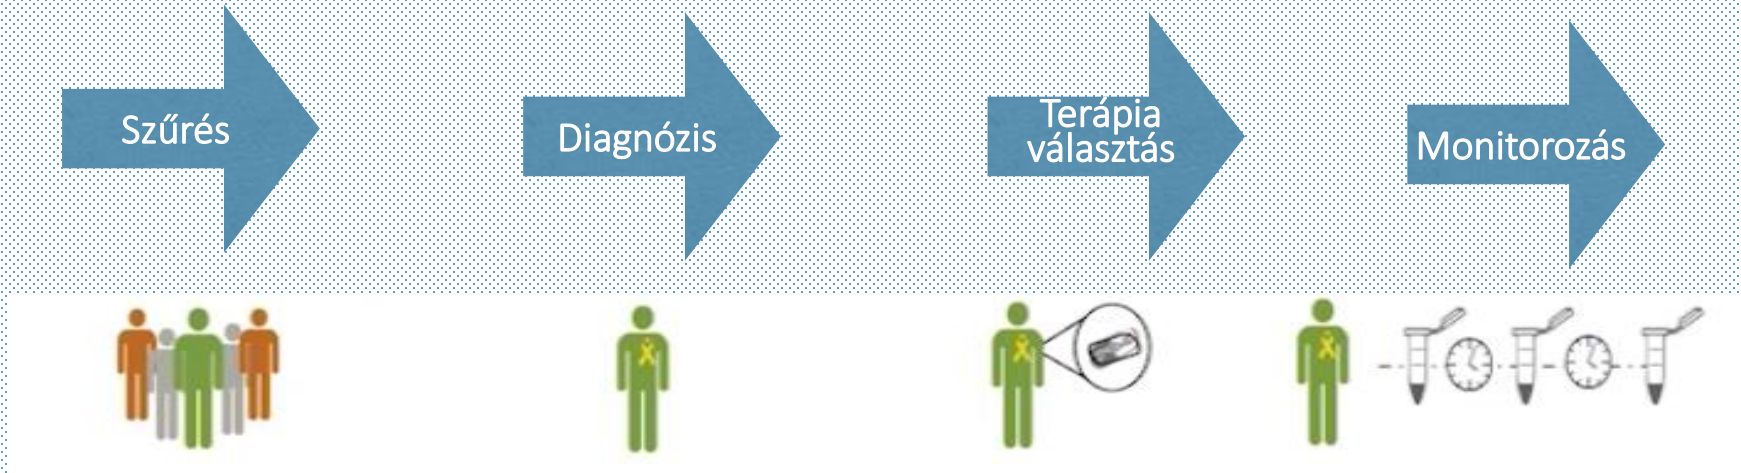 Szűrés
Diagnózis
Terápia
választás
Monitorozás